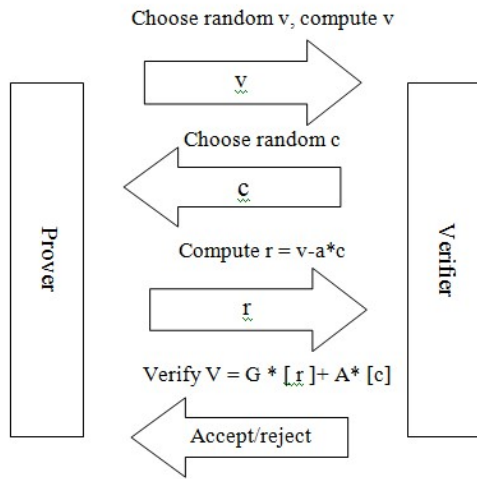 Choose random v, compute v
v
Choose random c
c
Prover
Verifier
Compute r = v-a*c
r
Verify V = G * [ r ]+ A* [c]
Accept/reject